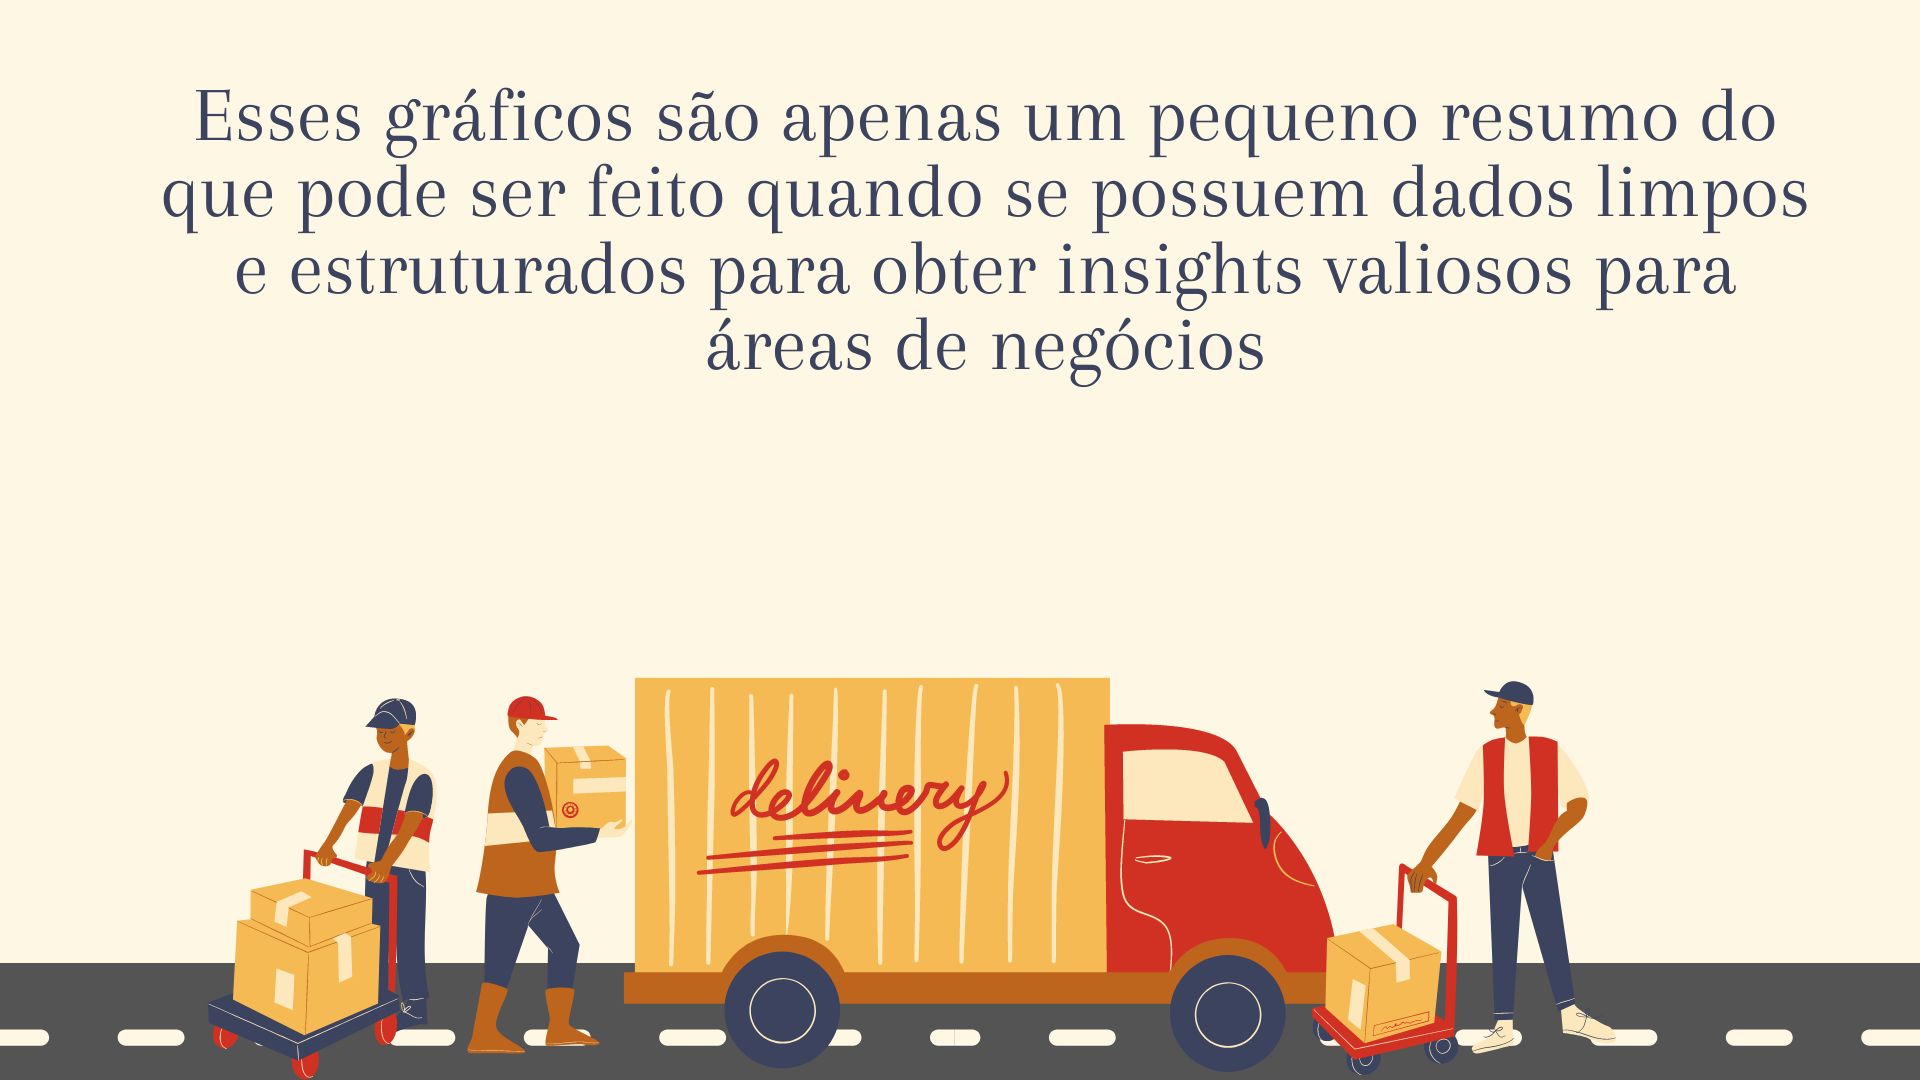 Esses gráficos são apenas um pequeno resumo do
que pode ser feito quando se possuem dados limpos
e estruturados para obter insights valiosos para
áreas de negócios
delivery